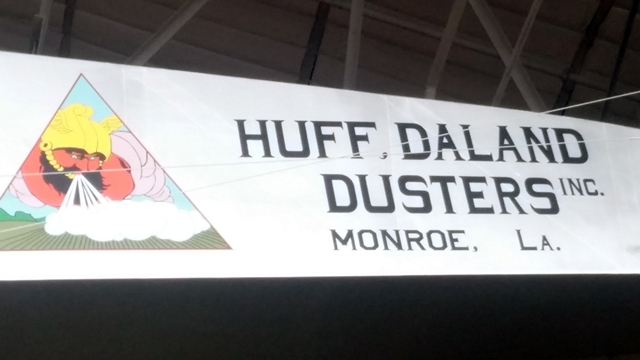 HUFF, DALAND
DUSTERS INC.
MONROE, LA.